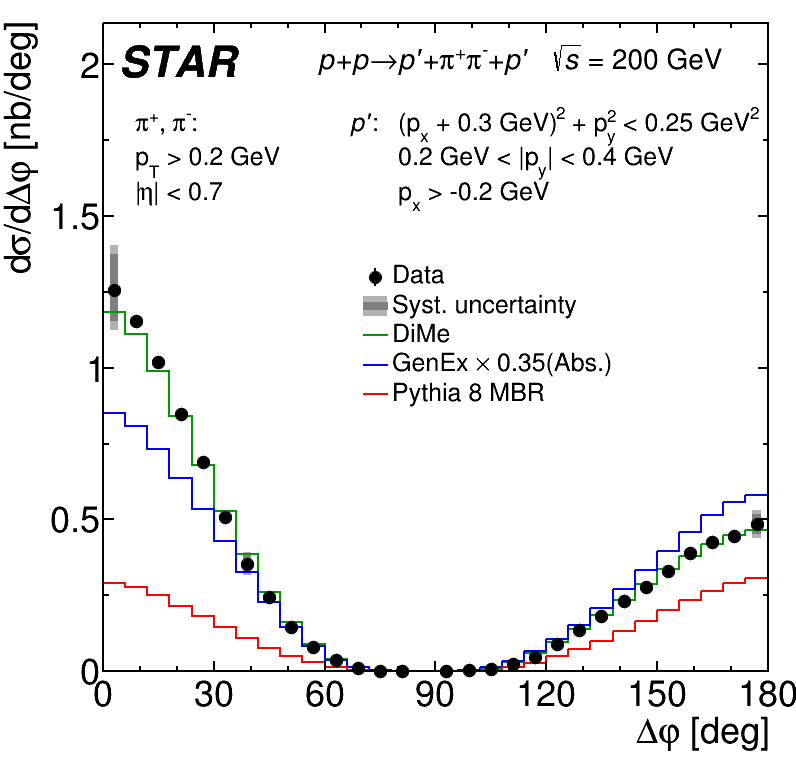 STAR p+p→p′+π⁺π⁻+p′ √s = 200 GeV
π⁺, π⁻: p′: (pₓ + 0.3 GeV)² + p_y² < 0.25 GeV²
p_T > 0.2 GeV 0.2 GeV < |p_y| < 0.4 GeV
|η| < 0.7 pₓ > -0.2 GeV
Data
Syst. uncertainty
DiMe
GenEx × 0.35(Abs.)
Pythia 8 MBR
dσ/dΔφ [nb/deg]
2
1.5
1
0.5
0
0 30 60 90 120 150 180
Δφ [deg]